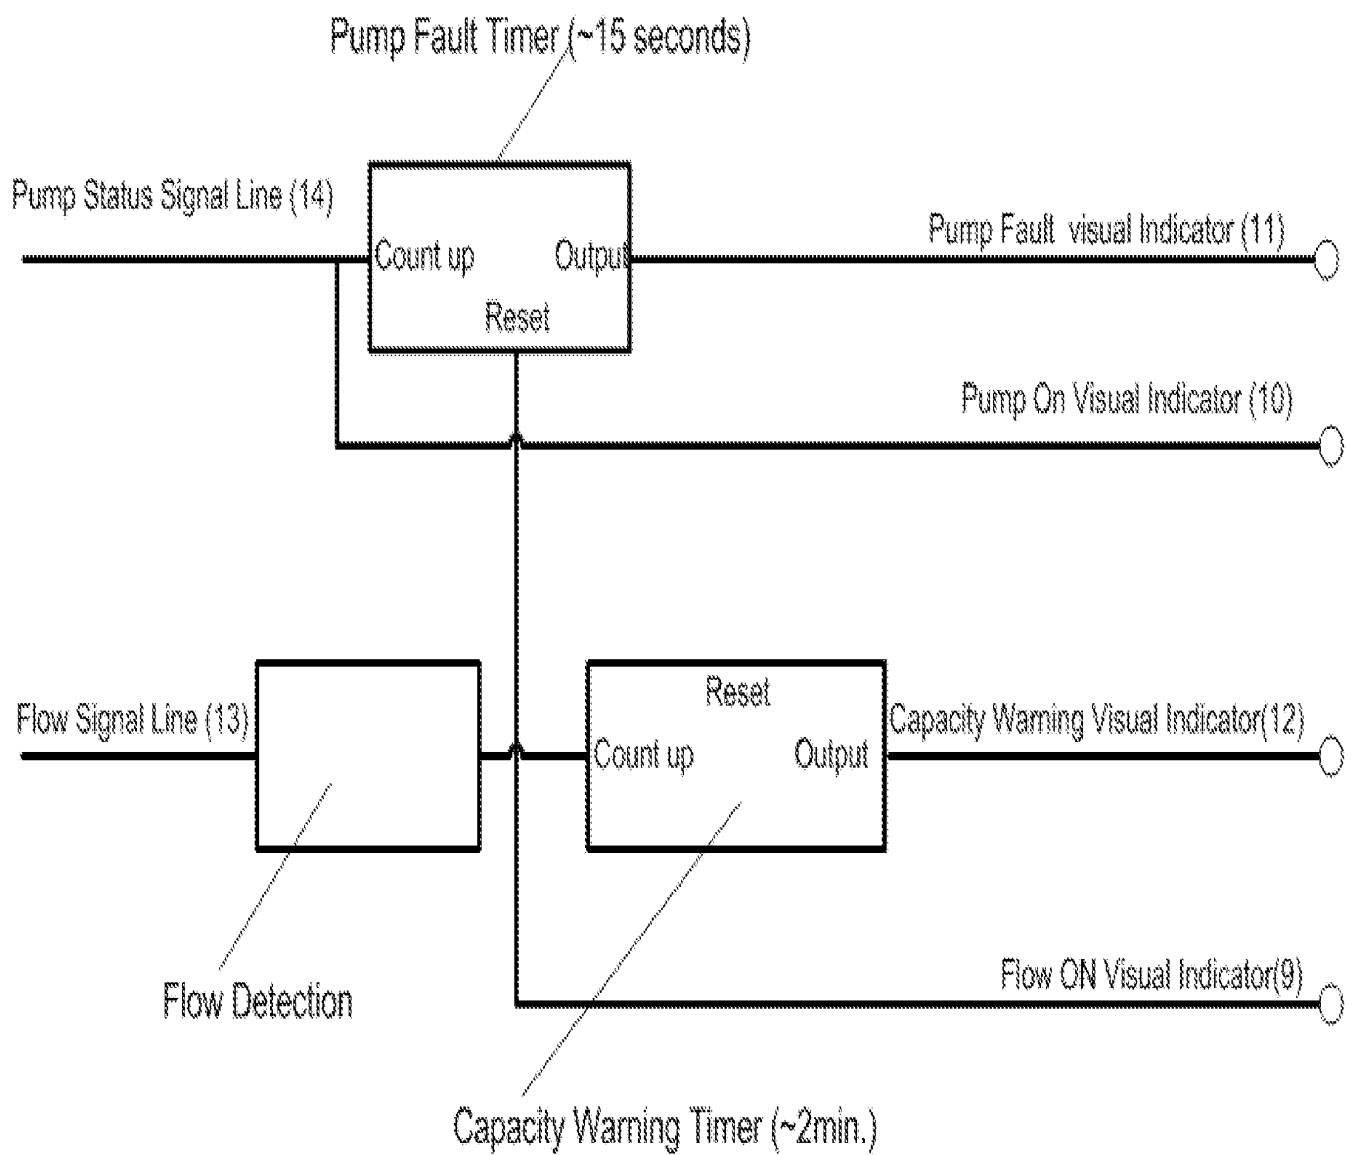 Pump Fault Timer (~15 seconds)
Pump Status Signal Line (14)
Count up
Output
Reset
Pump Fault visual Indicator (11)
Pump On Visual Indicator (10)
Flow Signal Line (13)
Reset
Count up
Output
Capacity Warning Visual Indicator(12)
Flow Detection
Flow ON Visual Indicator(9)
Capacity Warning Timer (~2min.)